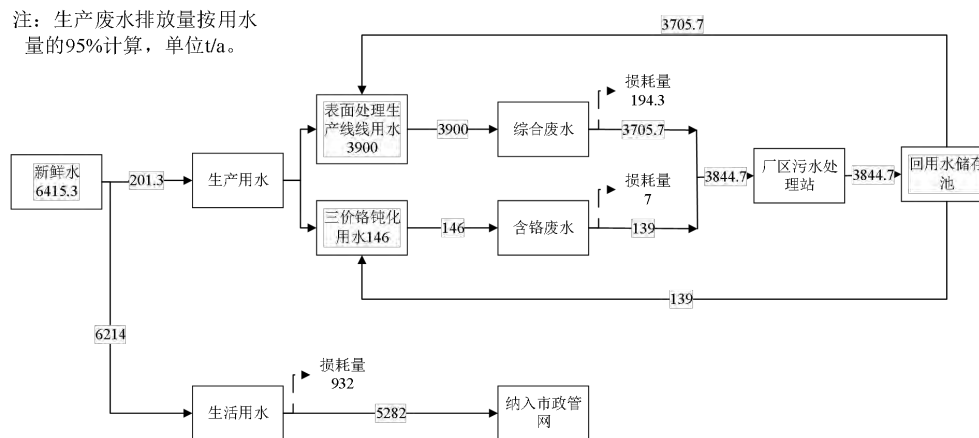 注：生产废水排放量按用水
量的95%计算，单位t/a。
3705.7
损耗量
194.3
表面处理生
产线线用水
3900
3900
综合废水
3705.7
新鲜水
6415.3
201.3
生产用水
3844.7
厂区污水处
理站
3844.7
回用水储存
池
损耗量
7
三价铬钝化
用水146
146
含铬废水
139
139
6214
损耗量
932
生活用水
5282
纳入市政管
网